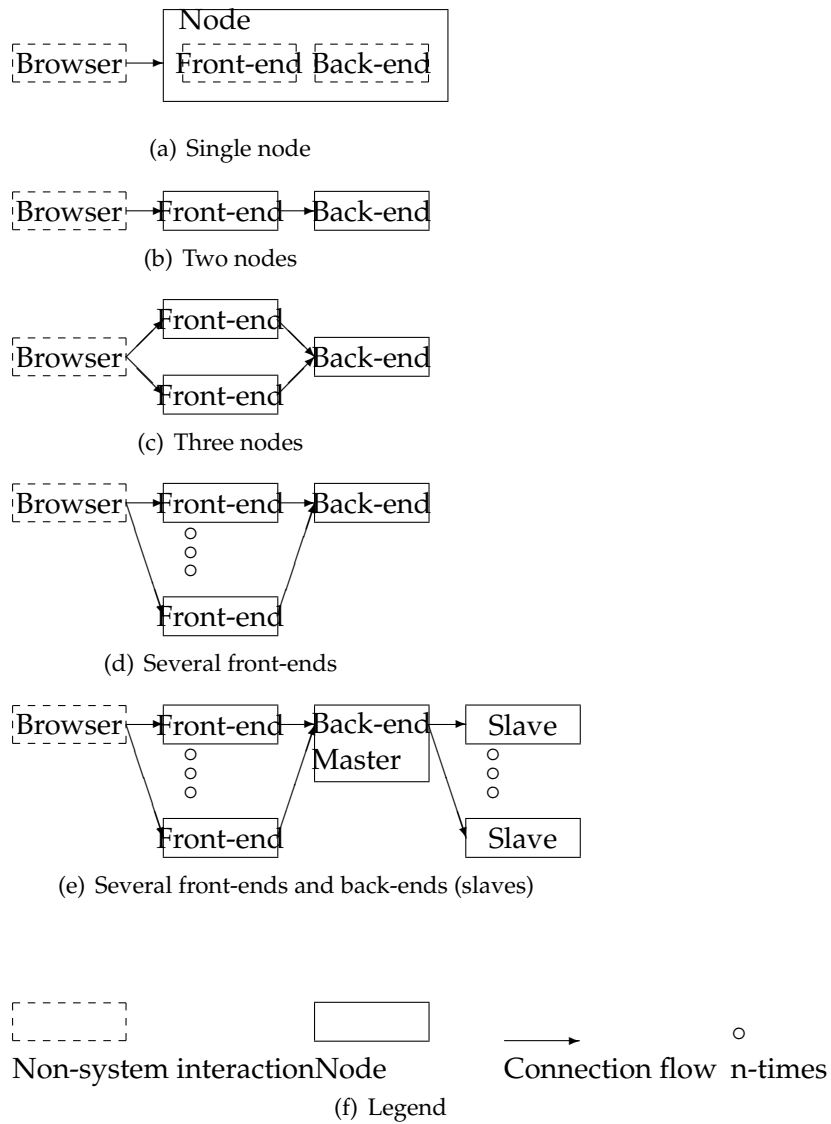 Node
Browser Front-end Back-end
(a) Single node
Browser Front-end Back-end
(b) Two nodes
Front-end
Browser Back-end
Front-end
(c) Three nodes
Browser Front-end Back-end
Front-end
(d) Several front-ends
Browser Front-end Back-end Slave
Master
Front-end Slave
(e) Several front-ends and back-ends (slaves)
Non-system interaction Node Connection flow n-times
(f) Legend